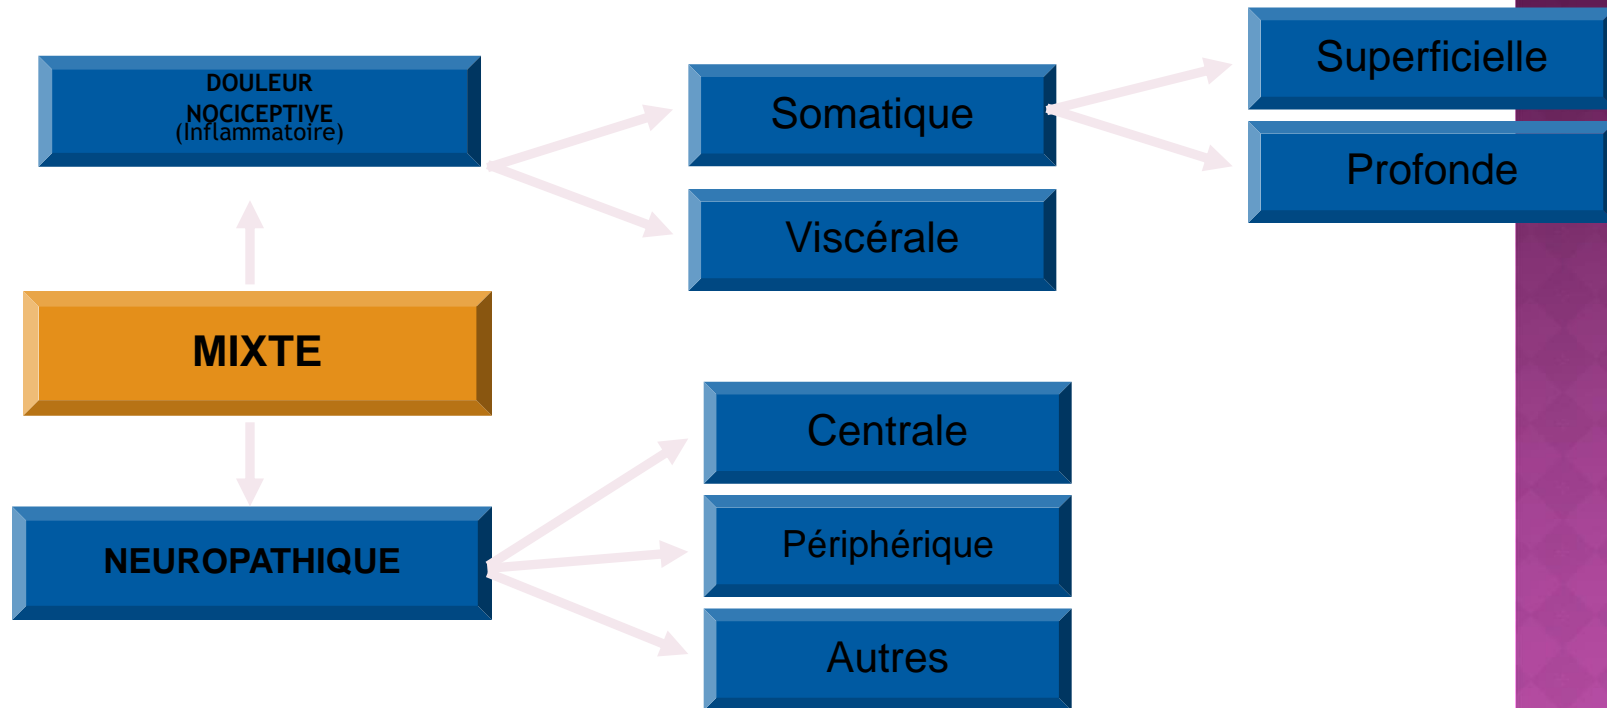 DOULEUR
NOCICEPTIVE
(Inflammatoire)
Somatique
Superficielle
Profonde
Viscérale
MIXTE
NEUROPATHIQUE
Centrale
Périphérique
Autres